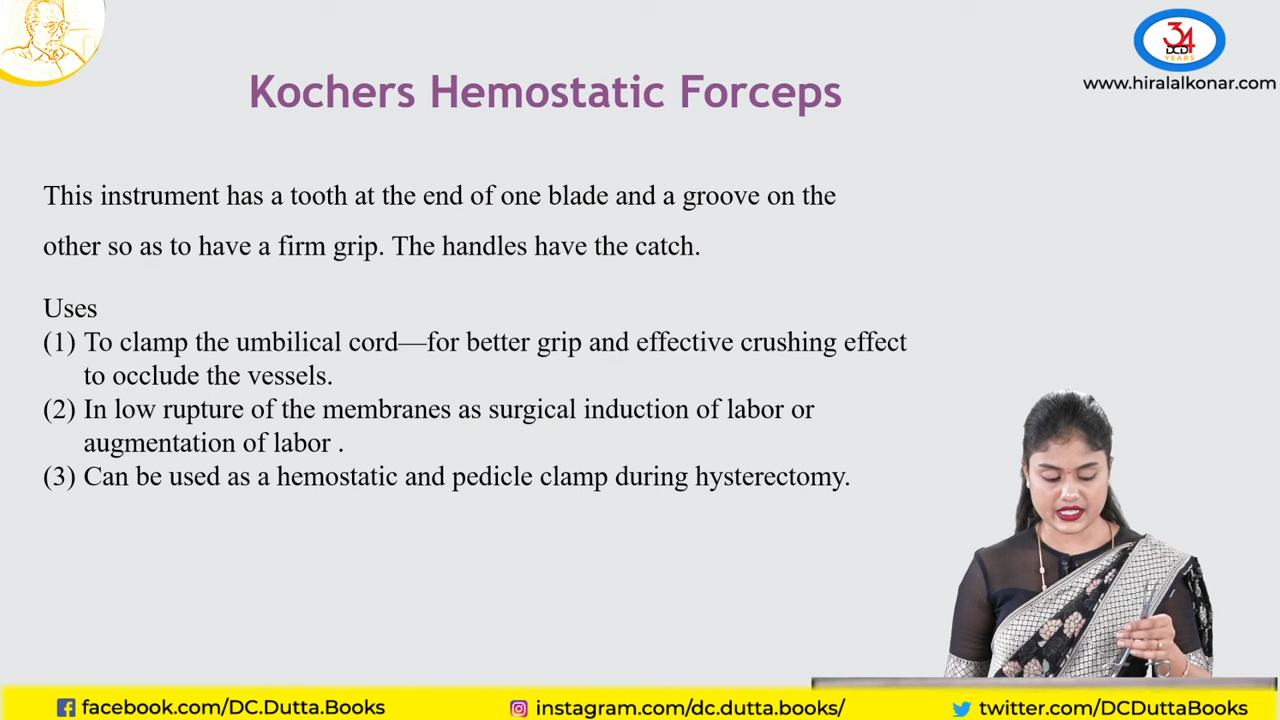 34
DCD
YEARS
www.hiralalkonar.com
Kochers Hemostatic Forceps
This instrument has a tooth at the end of one blade and a groove on the
other so as to have a firm grip. The handles have the catch.
Uses
(1) To clamp the umbilical cord—for better grip and effective crushing effect
to occlude the vessels.
(2) In low rupture of the membranes as surgical induction of labor or
augmentation of labor .
(3) Can be used as a hemostatic and pedicle clamp during hysterectomy.
facebook.com/DC.Dutta.Books
instagram.com/dc.dutta.books/
twitter.com/DCDuttaBooks